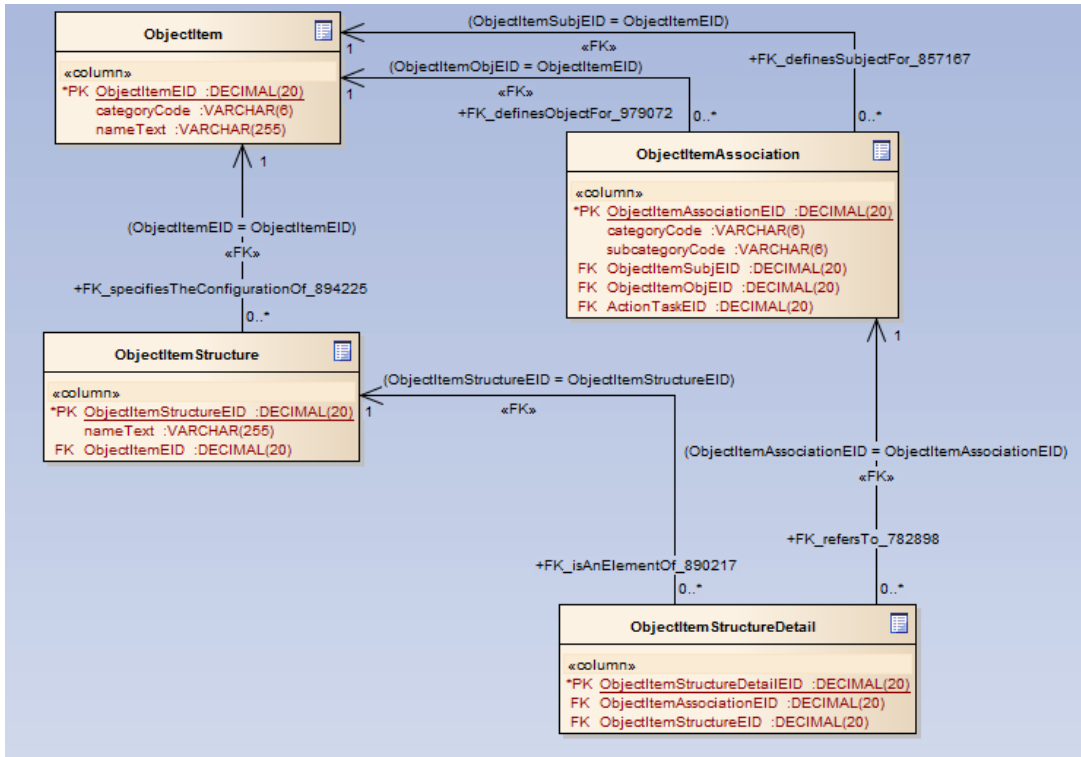 ObjectItem
«column»
*PK ObjectItemEID :DECIMAL(20)
categoryCode :VARCHAR(6)
nameText :VARCHAR(255)
(ObjectItemSubjEID = ObjectItemEID)
1
«FK»
+FK_definesSubjectFor_857167
0..*
(ObjectItemObjEID = ObjectItemEID)
1
«FK»
+FK_definesObjectFor_979072
0..*
ObjectItemAssociation
«column»
*PK ObjectItemAssociationEID :DECIMAL(20)
categoryCode :VARCHAR(6)
subcategoryCode :VARCHAR(6)
FK ObjectItemSubjEID :DECIMAL(20)
FK ObjectItemObjEID :DECIMAL(20)
FK ActionTaskEID :DECIMAL(20)
1
(ObjectItemEID = ObjectItemEID)
«FK»
+FK_specifiesTheConfigurationOf_894225
0..*
ObjectItemStructure
«column»
*PK ObjectItemStructureEID :DECIMAL(20)
nameText :VARCHAR(255)
FK ObjectItemEID :DECIMAL(20)
(ObjectItemStructureEID = ObjectItemStructureEID)
1
«FK»
+FK_isAnElementOf_890217
0..*
1
(ObjectItemAssociationEID = ObjectItemAssociationEID)
«FK»
+FK_refersTo_782898
0..*
ObjectItemStructureDetail
«column»
*PK ObjectItemStructureDetailEID :DECIMAL(20)
FK ObjectItemAssociationEID :DECIMAL(20)
FK ObjectItemStructureEID :DECIMAL(20)